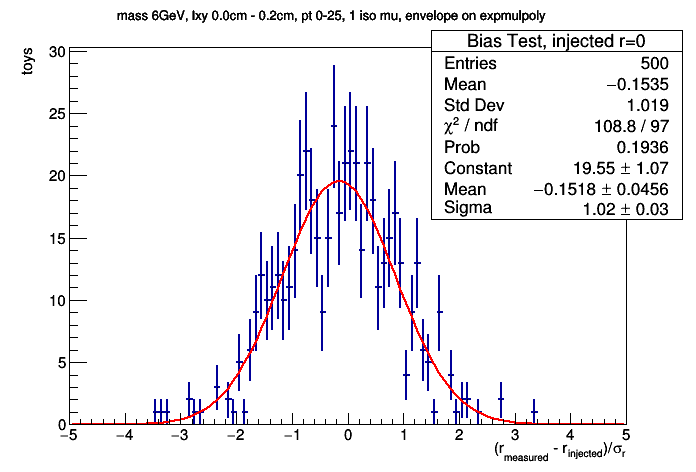 mass 6GeV, lxy 0.0cm - 0.2cm, pt 0-25, 1 iso mu, envelope on expmulpoly
Bias Test, injected r=0
Entries 500
Mean −0.1535
Std Dev 1.019
χ² / ndf 108.8 / 97
Prob 0.1936
Constant 19.55 ± 1.07
Mean −0.1518 ± 0.0456
Sigma 1.02 ± 0.03
toys
30
25
20
15
10
5
0
−5 −4 −3 −2 −1 0 1 2 3 4 5
(r_measured - r_injected)/σ_r